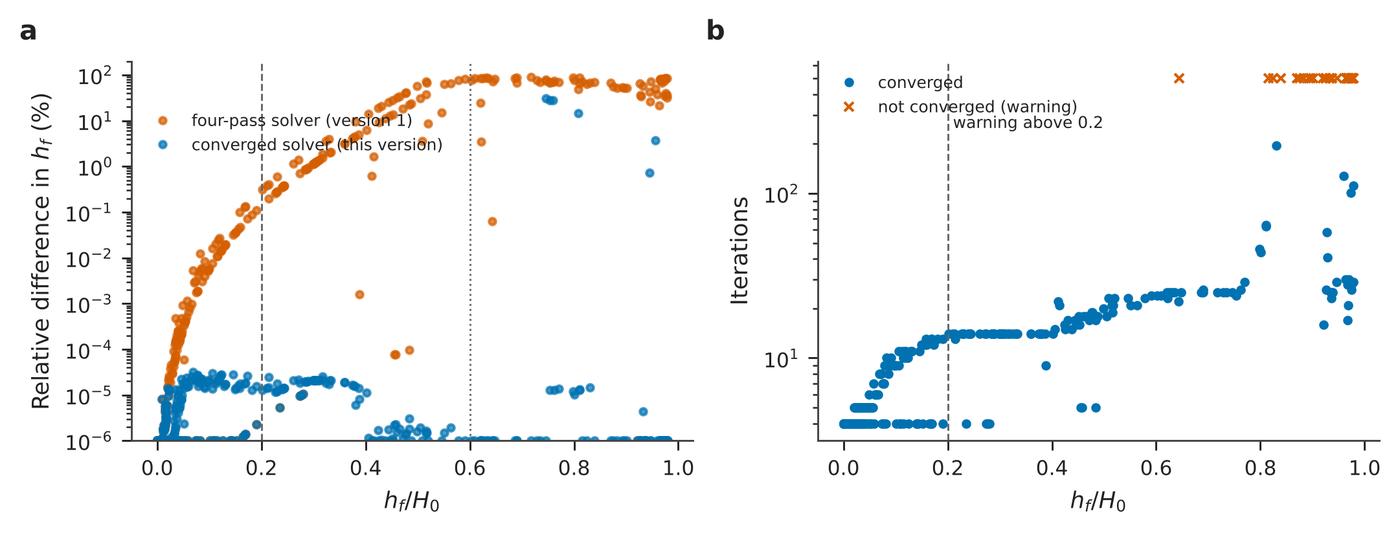 a
Relative difference in h_f (%)
10^2
10^1
10^0
10^−1
10^−2
10^−3
10^−4
10^−5
10^−6
four-pass solver (version 1)
converged solver (this version)
0.0 0.2 0.4 0.6 0.8 1.0
h_f/H_0
b
Iterations
10^2
10^1
converged
not converged (warning)
warning above 0.2
0.0 0.2 0.4 0.6 0.8 1.0
h_f/H_0